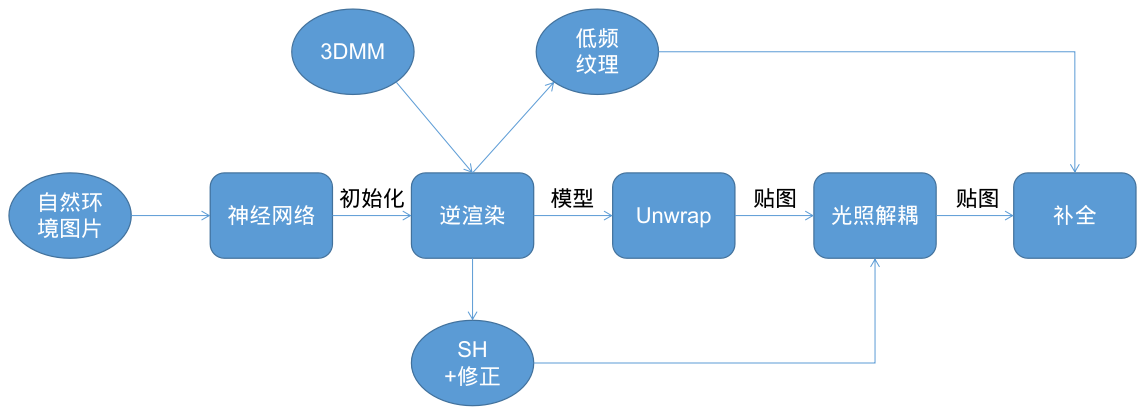 3DMM
低频
纹理
自然环
境图片
神经网络
初始化
逆渲染
模型
Unwrap
贴图
光照解耦
贴图
补全
SH
+修正